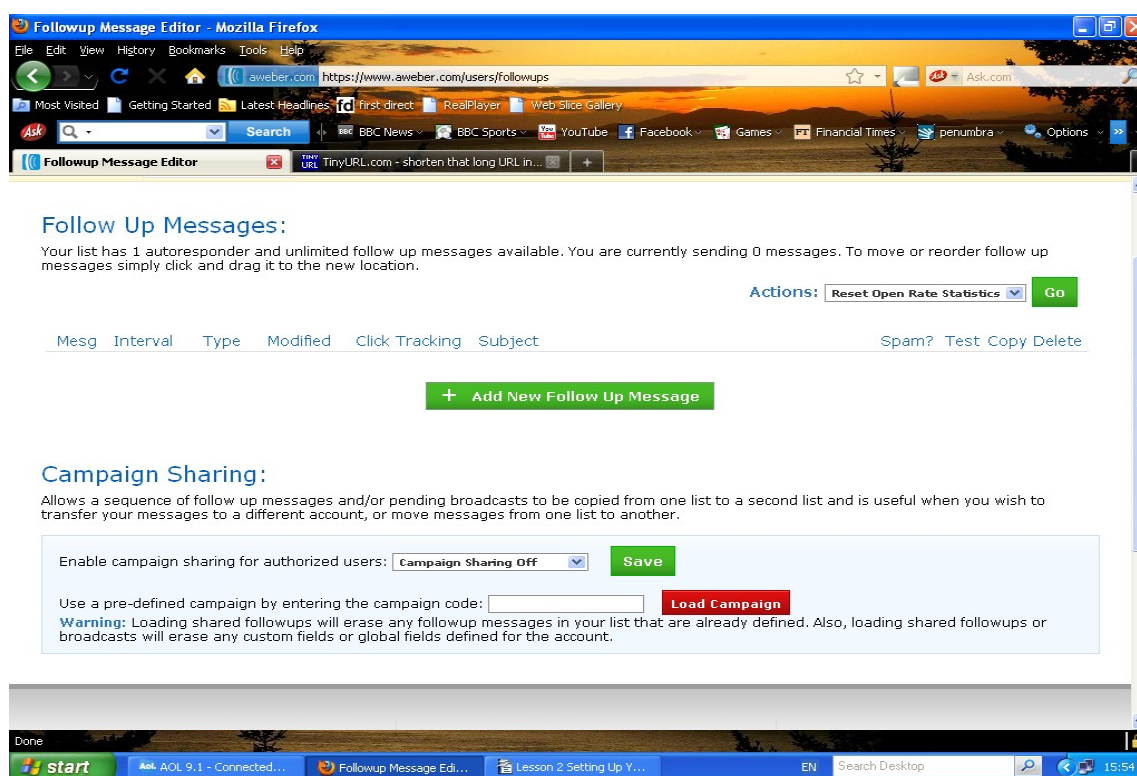 Followup Message Editor - Mozilla Firefox
File Edit View History Bookmarks Tools Help
aweber.com https://www.aweber.com/users/followups Ask.com
Most Visited Getting Started Latest Headlines fd first direct RealPlayer Web Slice Gallery
Ask Search BBC BBC News BBC Sports YouTube Facebook Games FT Financial Times penumbra Options »
Followup Message Editor TINY URL TinyURL.com - shorten that long URL in... +
Follow Up Messages:
Your list has 1 autoresponder and unlimited follow up messages available. You are currently sending 0 messages. To move or reorder follow up
messages simply click and drag it to the new location.
Actions: Reset Open Rate Statistics Go
Mesg Interval Type Modified Click Tracking Subject Spam? Test Copy Delete
+ Add New Follow Up Message
Campaign Sharing:
Allows a sequence of follow up messages and/or pending broadcasts to be copied from one list to a second list and is useful when you wish to
transfer your messages to a different account, or move messages from one list to another.
Enable campaign sharing for authorized users: Campaign Sharing Off Save
Use a pre-defined campaign by entering the campaign code: Load Campaign
Warning: Loading shared followups will erase any followup messages in your list that are already defined. Also, loading shared followups or
broadcasts will erase any custom fields or global fields defined for the account.
Done
start AOL AOL 9.1 - Connected... Followup Message Edi... Lesson 2 Setting Up Y... EN Search Desktop 15:54